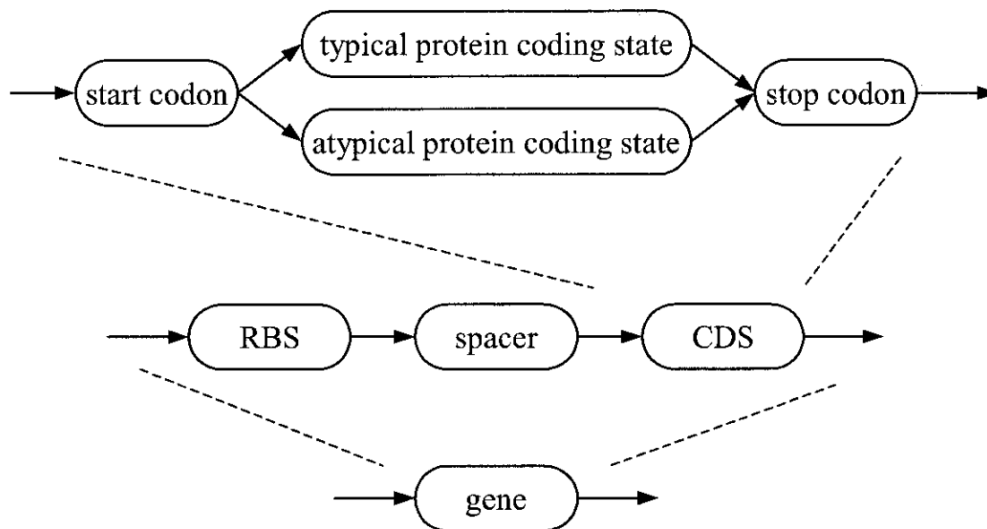 typical protein coding state
start codon
stop codon
atypical protein coding state
RBS
spacer
CDS
gene